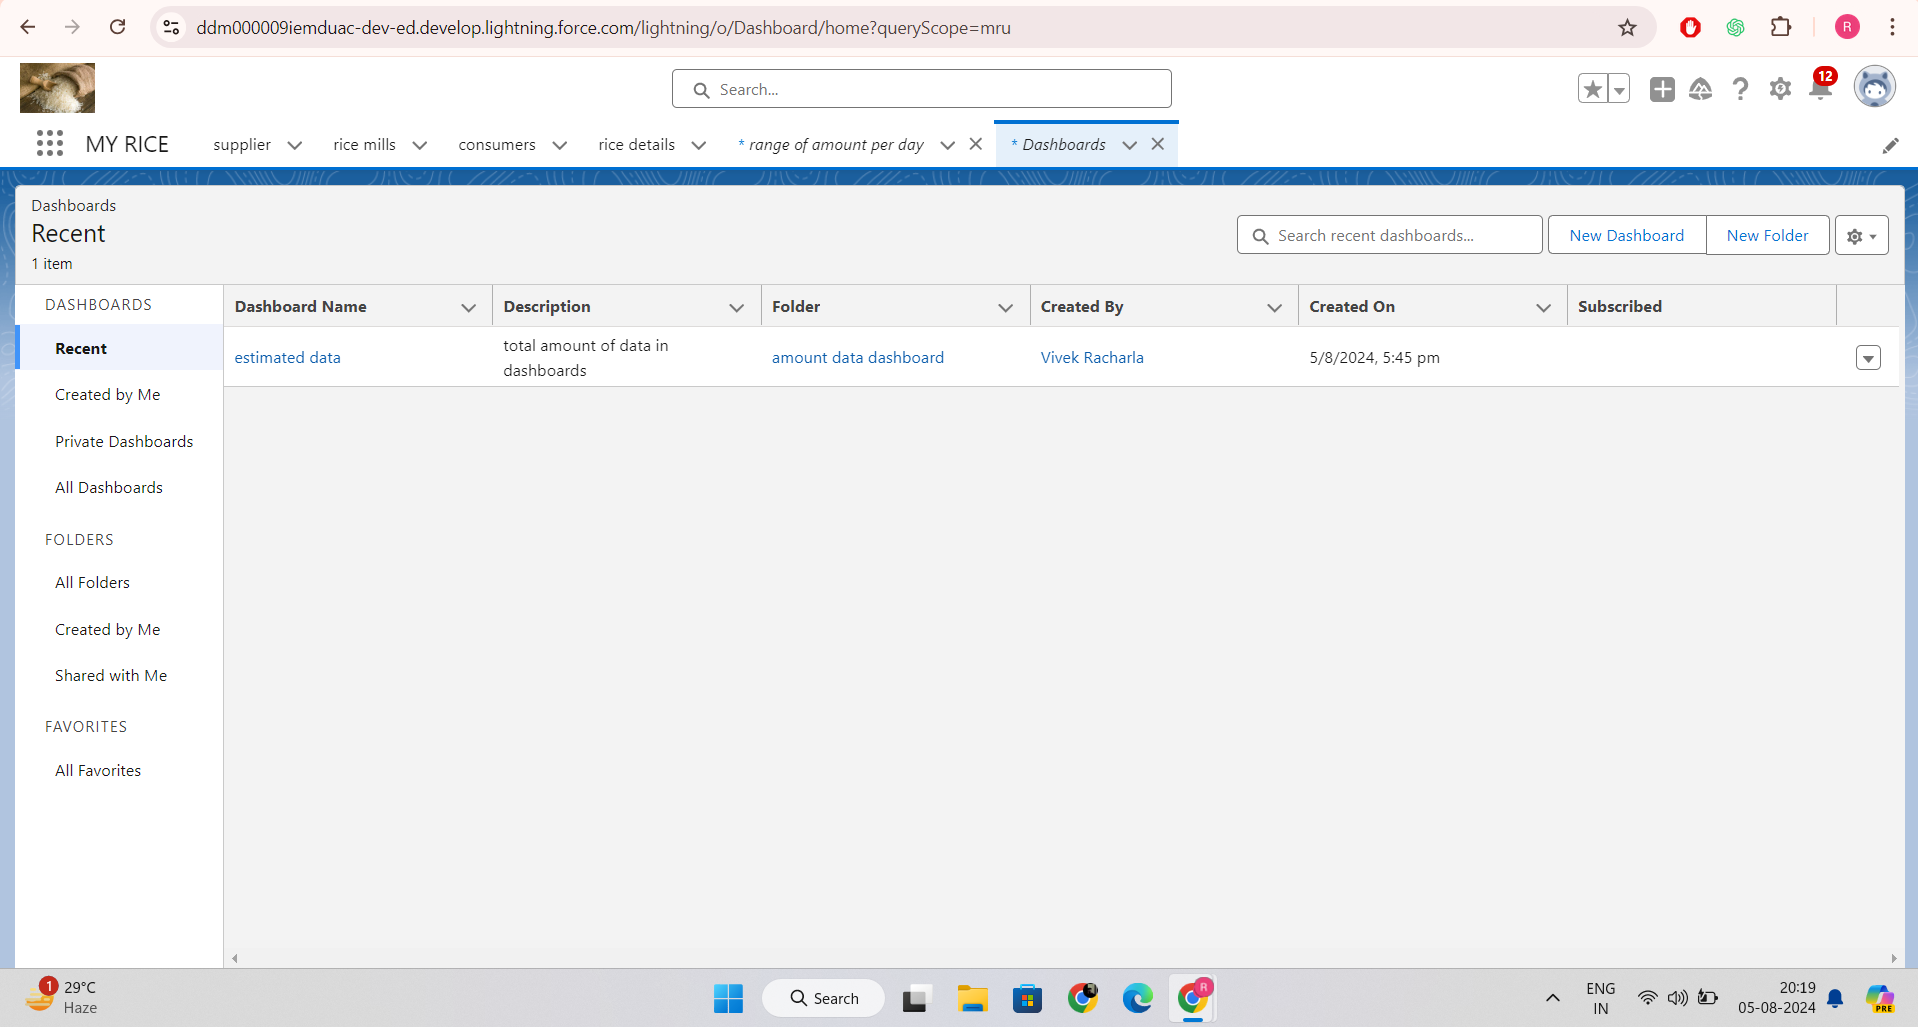 ddm000009iemduac-dev-ed.develop.lightning.force.com/lightning/o/Dashboard/home?queryScope=mru
R
Search...
12
MY RICE
supplier
rice mills
consumers
rice details
* range of amount per day
* Dashboards
Dashboards
Recent
1 item
Search recent dashboards...
New Dashboard
New Folder
DASHBOARDS
Recent
Created by Me
Private Dashboards
All Dashboards
FOLDERS
All Folders
Created by Me
Shared with Me
FAVORITES
All Favorites
Dashboard Name
Description
Folder
Created By
Created On
Subscribed
estimated data
total amount of data in
dashboards
amount data dashboard
Vivek Racharla
5/8/2024, 5:45 pm
1
29°C
Haze
Search
R
ENG
IN
20:19
05-08-2024
PRE